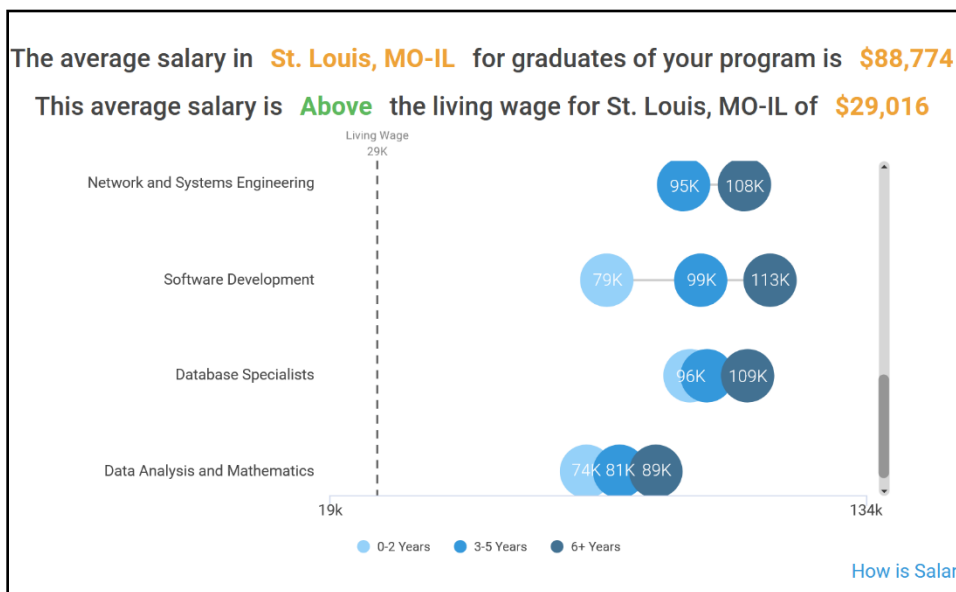 The average salary in St. Louis, MO-IL for graduates of your program is $88,774
This average salary is Above the living wage for St. Louis, MO-IL of $29,016
Living Wage
29K
Network and Systems Engineering 95K 108K
Software Development 79K 99K 113K
Database Specialists 96K 109K
Data Analysis and Mathematics 74K 81K 89K
19k 134k
0-2 Years 3-5 Years 6+ Years
How is Salar